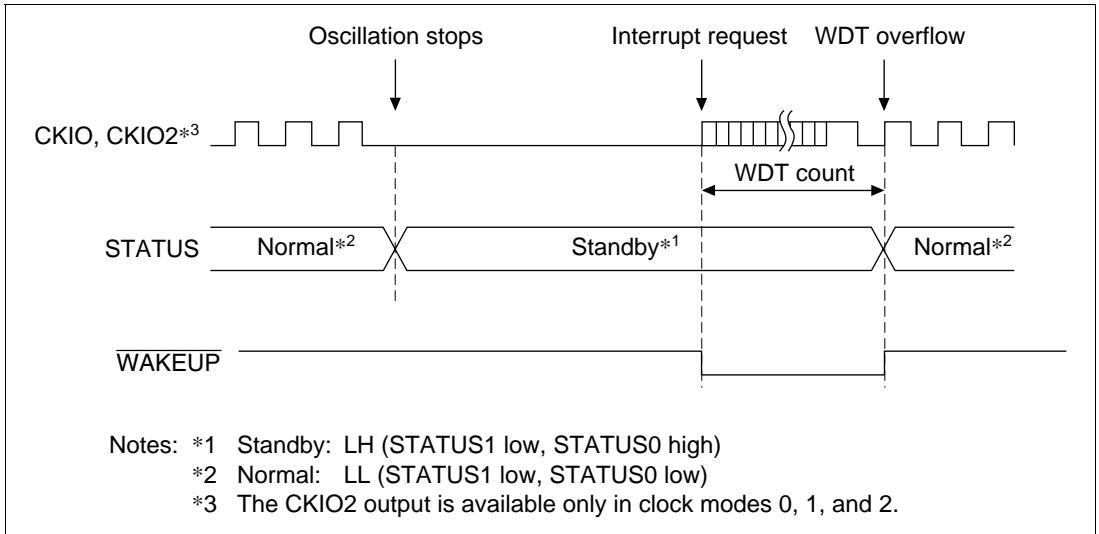 Oscillation stops Interrupt request WDT overflow
CKIO, CKIO2*3
WDT count
STATUS Normal*2 Standby*1 Normal*2
WAKEUP
Notes: *1 Standby: LH (STATUS1 low, STATUS0 high)
*2 Normal: LL (STATUS1 low, STATUS0 low)
*3 The CKIO2 output is available only in clock modes 0, 1, and 2.